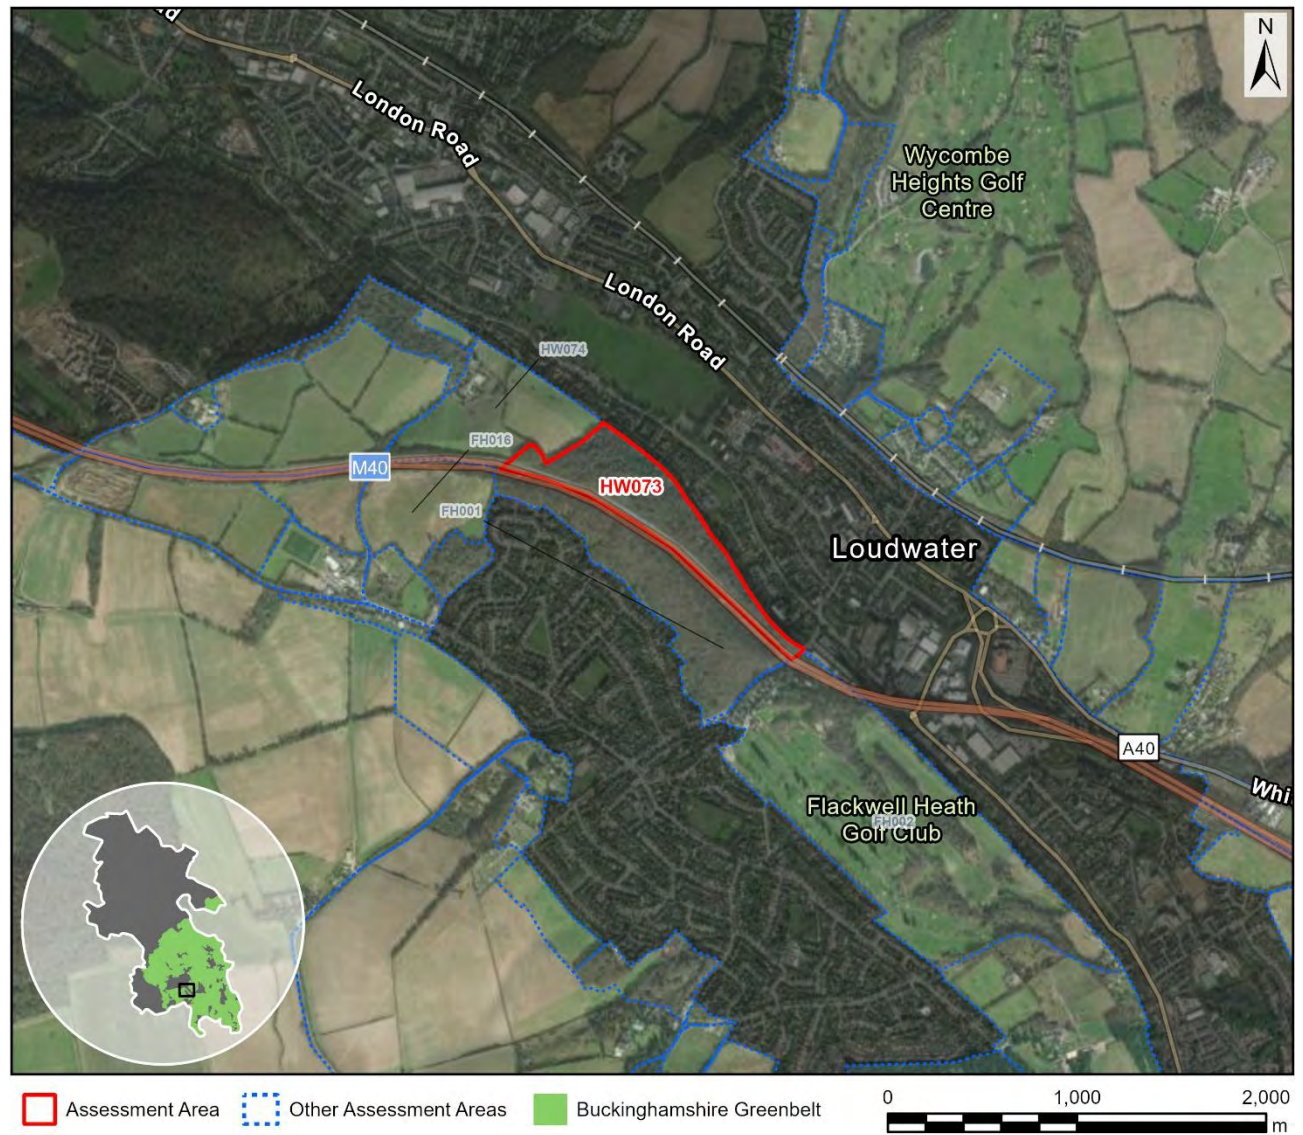 N
London Road
Wycombe
Heights Golf
Centre
London Road
HW074
FH016
M40
HW073
FH001
Loudwater
A40
Flackwell Heath
Golf Club
FH002
Assessment Area
Other Assessment Areas
Buckinghamshire Greenbelt
0
1,000
2,000
m